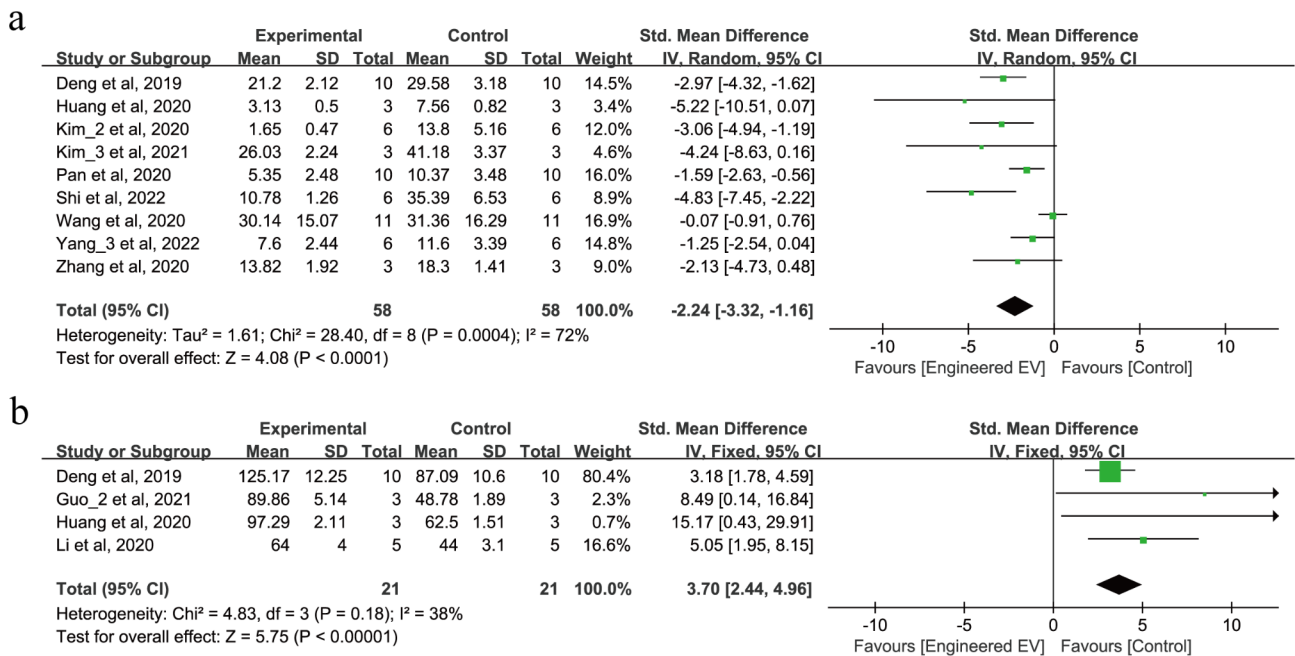 a
Experimental Control Std. Mean Difference Std. Mean Difference
Study or Subgroup Mean SD Total Mean SD Total Weight IV, Random, 95% CI IV, Random, 95% CI
Deng et al, 2019 21.2 2.12 10 29.58 3.18 10 14.5% -2.97 [-4.32, -1.62]
Huang et al, 2020 3.13 0.5 3 7.56 0.82 3 3.4% -5.22 [-10.51, 0.07]
Kim_2 et al, 2020 1.65 0.47 6 13.8 5.16 6 12.0% -3.06 [-4.94, -1.19]
Kim_3 et al, 2021 26.03 2.24 3 41.18 3.37 3 4.6% -4.24 [-8.63, 0.16]
Pan et al, 2020 5.35 2.48 10 10.37 3.48 10 14.0% -1.59 [-2.63, -0.56]
Shi et al, 2022 10.78 1.26 6 35.39 6.53 6 8.9% -4.83 [-7.45, -2.22]
Wang et al, 2020 30.14 15.07 11 31.36 16.29 11 16.9% -0.07 [-0.91, 0.76]
Yang_3 et al, 2022 7.6 2.44 6 11.6 3.39 6 14.8% -1.25 [-2.54, 0.04]
Zhang et al, 2020 13.82 1.92 3 18.3 1.41 3 9.0% -2.13 [-4.73, 0.48]
Total (95% CI) 58 58 100.0% -2.24 [-3.32, -1.16]
Heterogeneity: Tau² = 1.61; Chi² = 28.40, df = 8 (P = 0.0004); I² = 72%
Test for overall effect: Z = 4.08 (P < 0.0001)
-10 -5 0 5 10
Favours [Engineered EV] Favours [Control]
b
Experimental Control Std. Mean Difference Std. Mean Difference
Study or Subgroup Mean SD Total Mean SD Total Weight IV, Fixed, 95% CI IV, Fixed, 95% CI
Deng et al, 2019 125.17 12.25 10 87.09 10.6 10 80.4% 3.18 [1.78, 4.59]
Guo_2 et al, 2021 89.86 5.14 3 48.78 1.89 3 2.3% 8.49 [0.14, 16.84]
Huang et al, 2020 97.29 2.11 3 62.5 1.51 3 0.7% 15.17 [0.43, 29.91]
Li et al, 2020 64 4 5 44 3.1 5 16.6% 5.05 [1.95, 8.15]
Total (95% CI) 21 21 100.0% 3.70 [2.44, 4.96]
Heterogeneity: Chi² = 4.83, df = 3 (P = 0.18); I² = 38%
Test for overall effect: Z = 5.75 (P < 0.00001)
-10 -5 0 5 10
Favours [Engineered EV] Favours [Control]